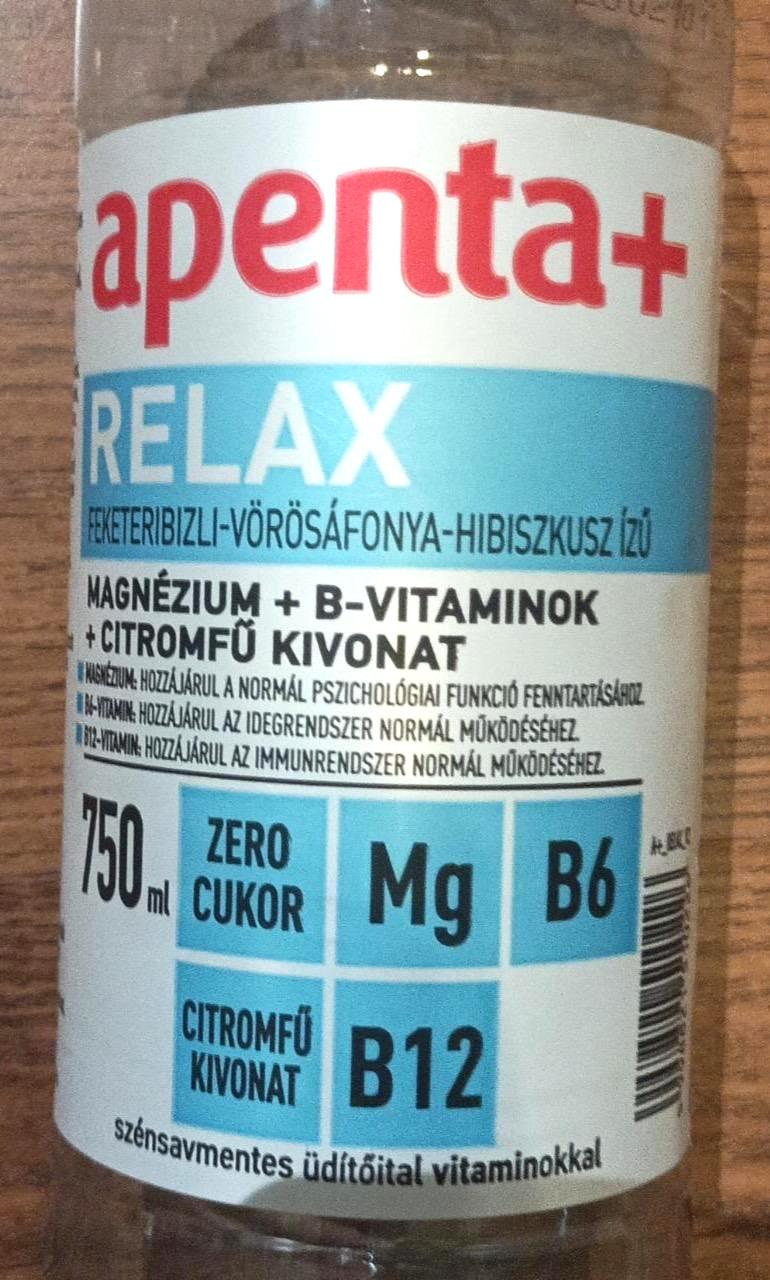 apenta+
RELAX
FEKETERIBIZLI-VÖRÖSÁFONYA-HIBISZKUSZ ÍZŰ
MAGNÉZIUM + B-VITAMINOK
+ CITROMFŰ KIVONAT
MAGNÉZIUM: HOZZÁJÁRUL A NORMÁL PSZICHOLÓGIAI FUNKCIÓ FENNTARTÁSÁHOZ.
B6-VITAMIN: HOZZÁJÁRUL AZ IDEGRENDSZER NORMÁL MŰKÖDÉSÉHEZ.
B12-VITAMIN: HOZZÁJÁRUL AZ IMMUNRENDSZER NORMÁL MŰKÖDÉSÉHEZ.
750 ml
ZERO
CUKOR
Mg
B6
CITROMFŰ
KIVONAT
B12
szénsavmentes üdítőital vitaminokkal